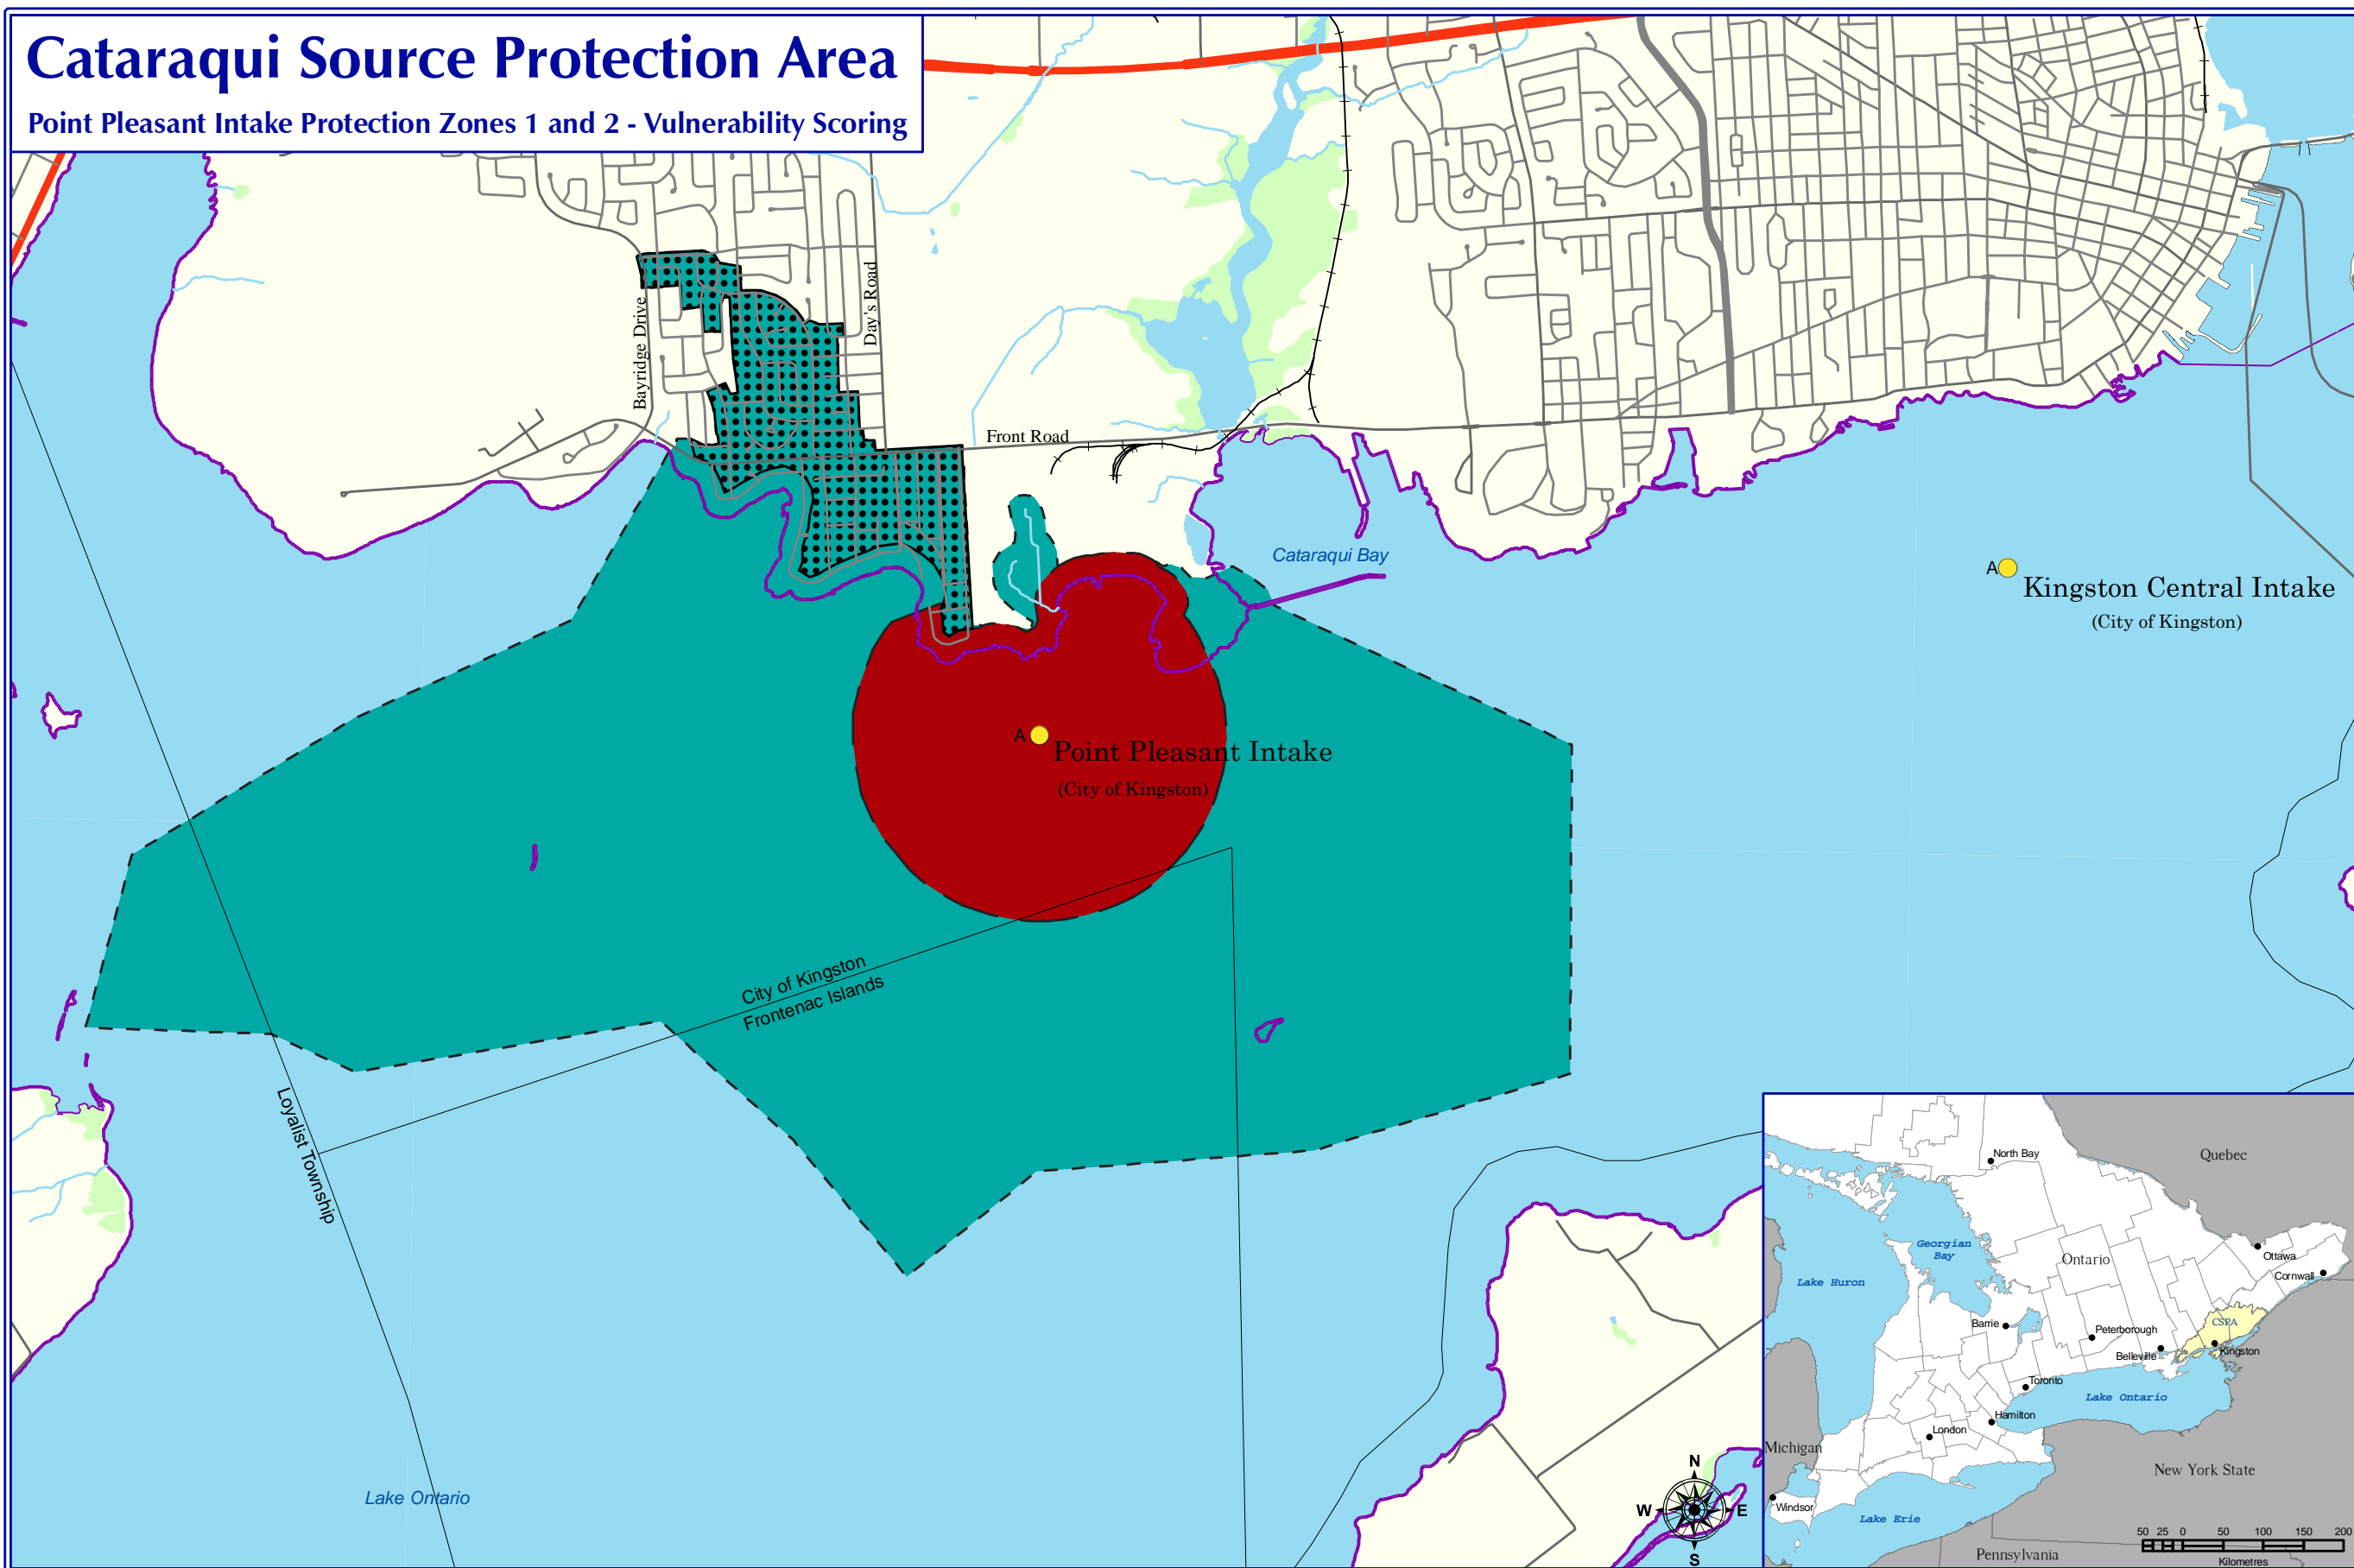 Cataraqui Source Protection Area
Point Pleasant Intake Protection Zones 1 and 2 - Vulnerability Scoring
Bayridge Drive
Day's Road
Front Road
Cataraqui Bay
A
Kingston Central Intake
(City of Kingston)
A
Point Pleasant Intake
(City of Kingston)
City of Kingston
Frontenac Islands
Loyalist Township
Lake Ontario
N
W
E
S
North Bay
Quebec
Georgian
Bay
Ontario
Ottawa
Lake Huron
Cornwall
CSPA
Barrie
Peterborough
Kingston
Belleville
Toronto
Lake Ontario
Hamilton
London
Michigan
New York State
Windsor
Lake Erie
Pennsylvania
50 25 0 50 100 150 200
Kilometres